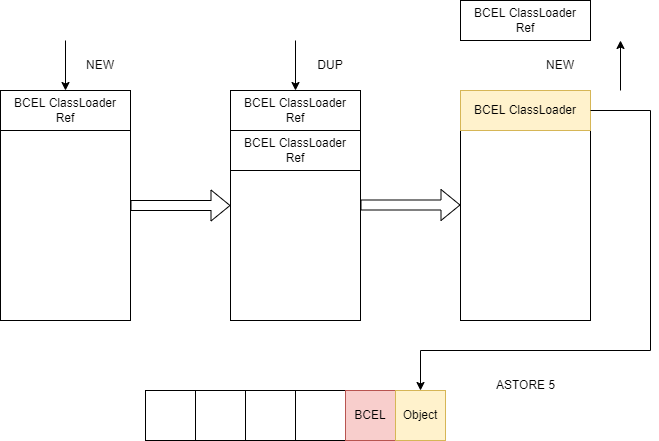 BCEL ClassLoader
Ref
NEW
DUP
NEW
BCEL ClassLoader
Ref
BCEL ClassLoader
Ref
BCEL ClassLoader
BCEL ClassLoader
Ref
ASTORE 5
BCEL
Object